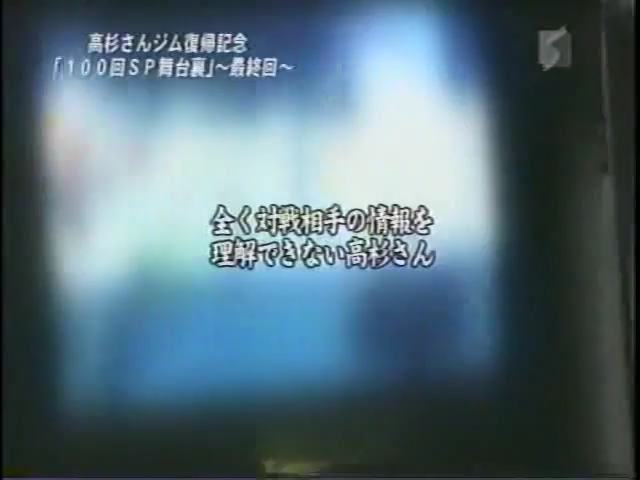 高杉さんジム復帰記念
「１００回ＳＰ舞台裏」～最終回～
全く対戦相手の情報を
理解できない高杉さん